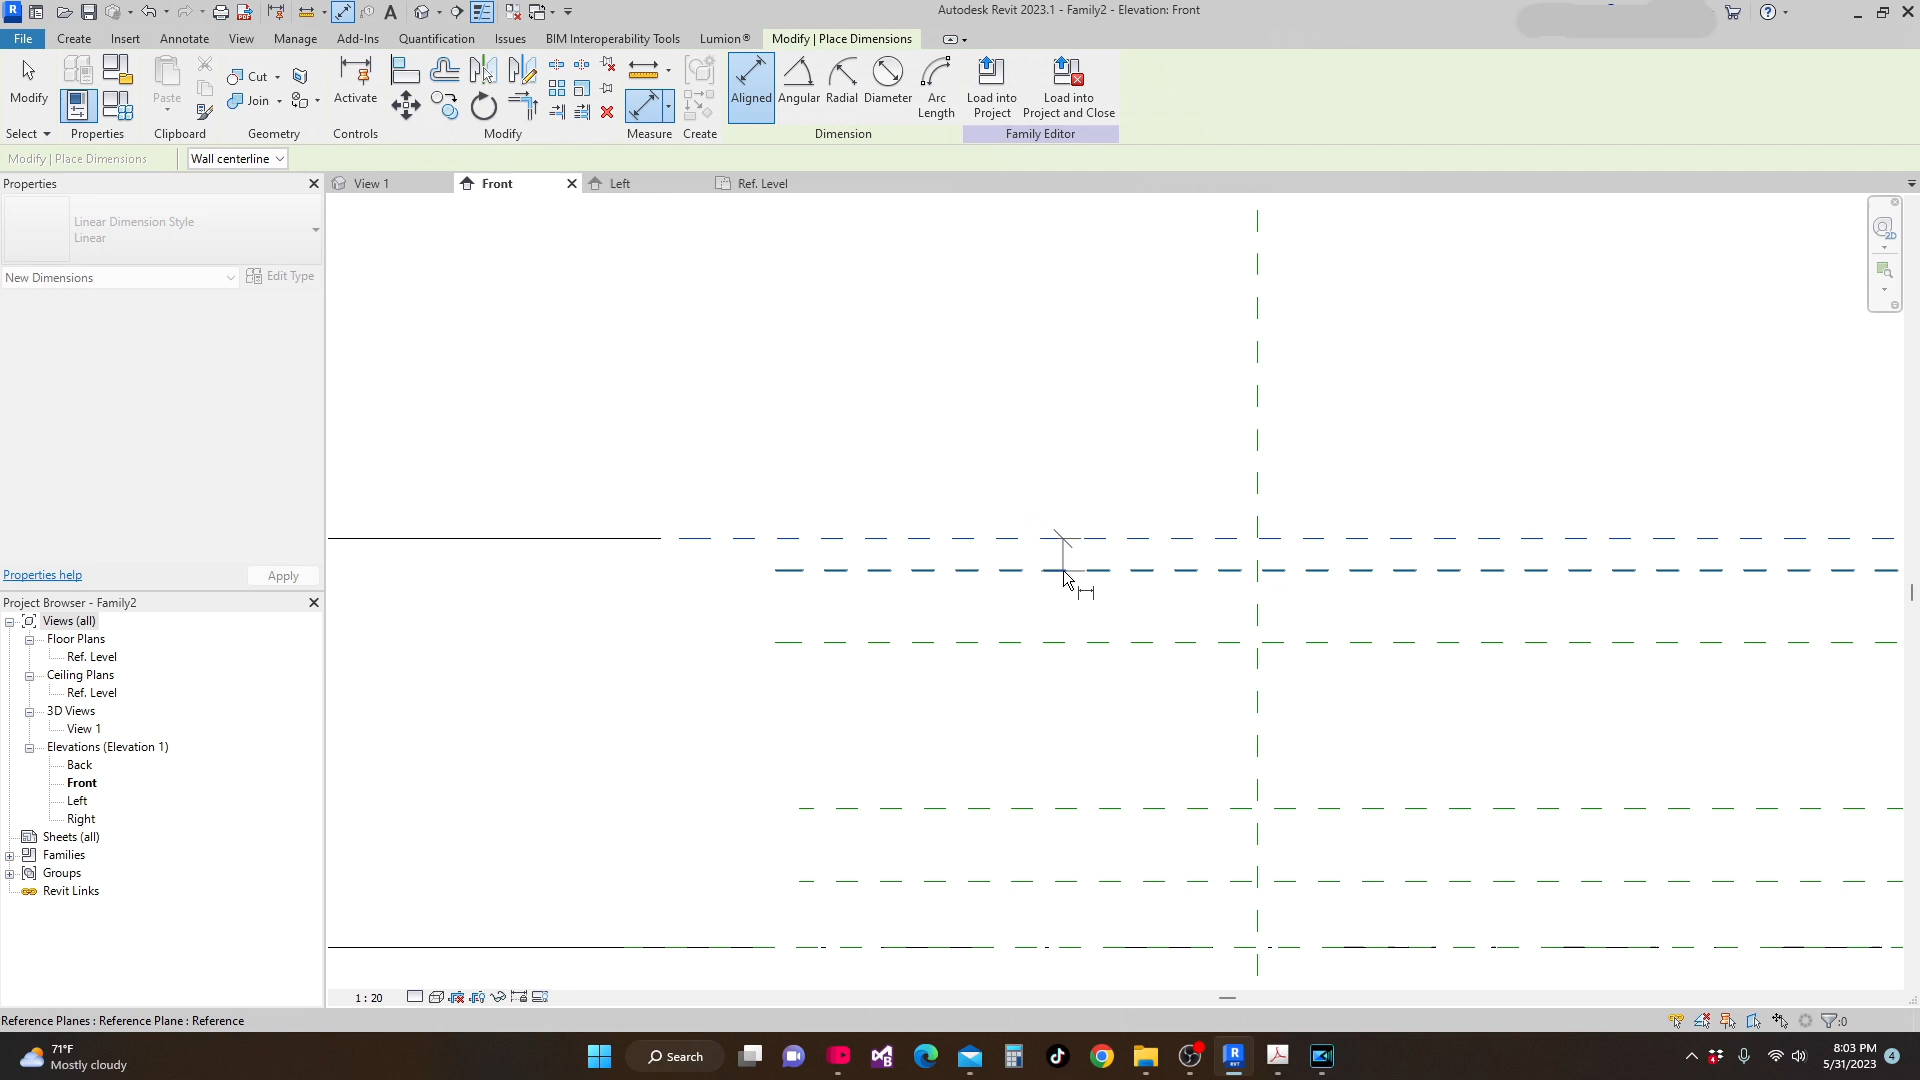 Autodesk Revit 2023.1 - Family2 - Elevation: Front
File Create Insert Annotate View Manage Add-Ins Quantification Issues BIM Interoperability Tools Lumion® Modify | Place Dimensions
Modify
Paste
Cut
Join
Activate
Aligned Angular Radial Diameter Arc Length
Load into Project
Load into Project and Close
Select Properties Clipboard Geometry Controls Modify Measure Create Dimension Family Editor
Modify | Place Dimensions Wall centerline
Properties
View 1 Front Left Ref. Level
2D
Linear Dimension Style
Linear
New Dimensions Edit Type
Properties help Apply
Project Browser - Family2
Views (all)
Floor Plans
Ref. Level
Ceiling Plans
Ref. Level
3D Views
View 1
Elevations (Elevation 1)
Back
Front
Left
Right
Sheets (all)
Families
Groups
Revit Links
1 : 20
Reference Planes : Reference Plane : Reference
:0
71°F
Mostly cloudy
Search
8:03 PM
5/31/2023
4